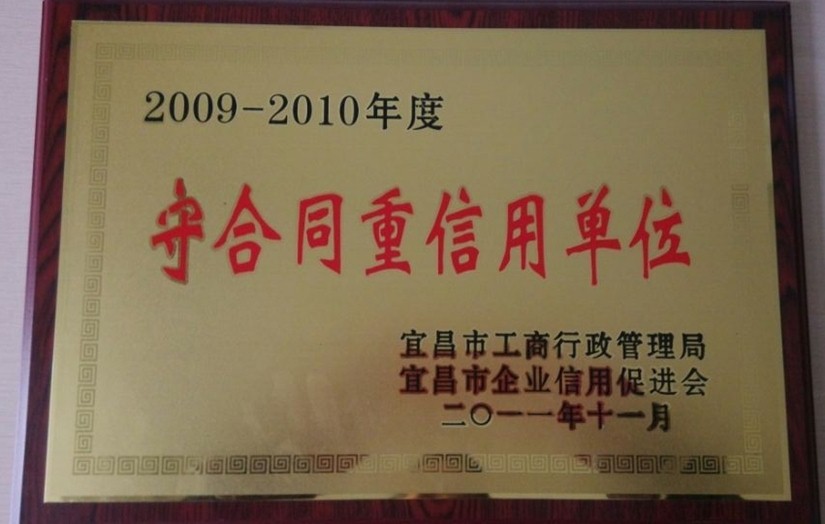 2009-2010年度
守合同重信用单位
宜昌市工商行政管理局
宜昌市企业信用促进会
二〇一一年十一月